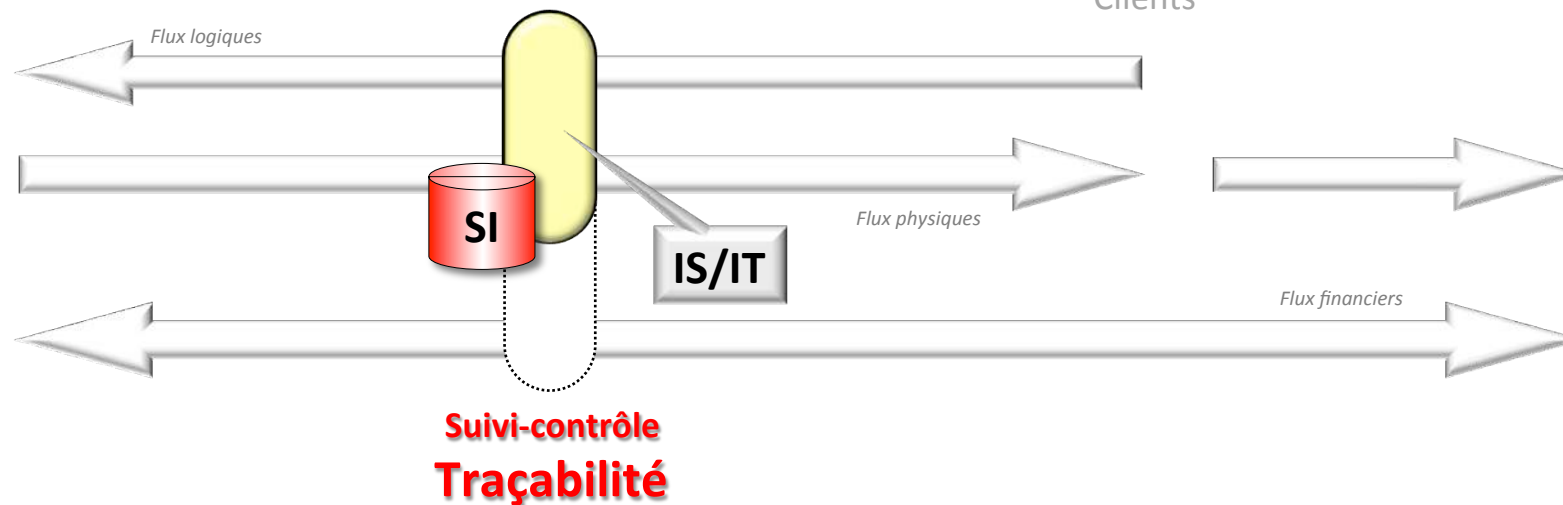 Clients
Flux logiques
SI
Flux physiques
IS/IT
Flux financiers
Suivi-contrôle
Traçabilité